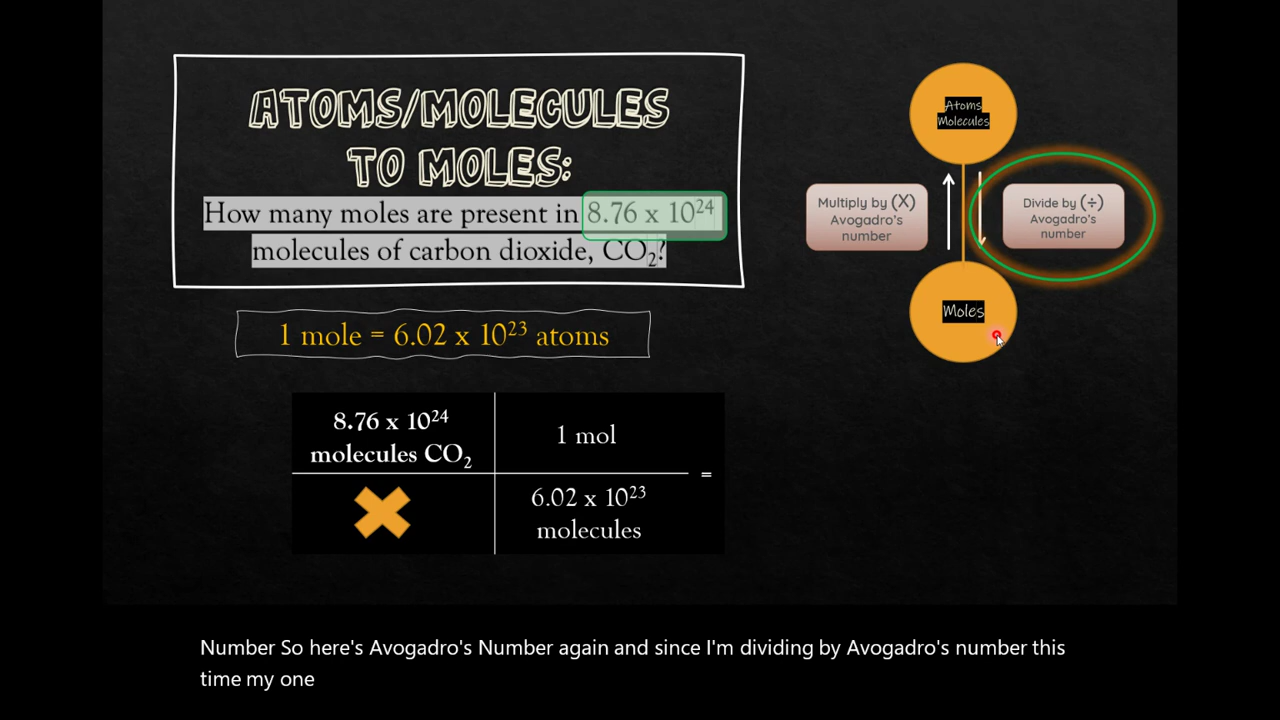 ATOMS/MOLECULES
TO MOLES:
How many moles are present in 8.76 x 10²⁴
molecules of carbon dioxide, CO₂?
1 mole = 6.02 x 10²³ atoms
8.76 x 10²⁴
molecules CO₂
1 mol
=
6.02 x 10²³
molecules
Atoms
Molecules
Multiply by (X)
Avogadro's
number
Divide by (÷)
Avogadro's
number
Moles
Number So here's Avogadro's Number again and since I'm dividing by Avogadro's number this
time my one